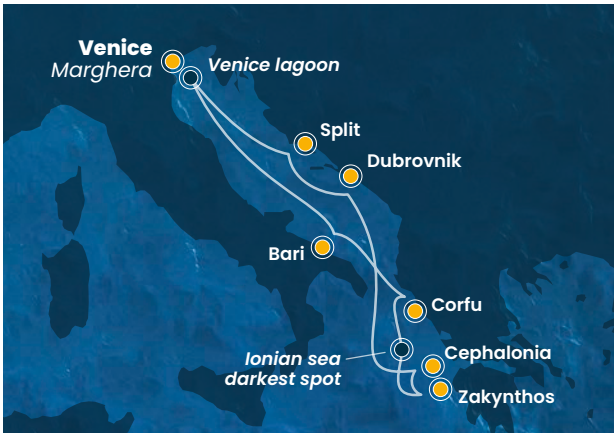 Venice
Marghera
Venice lagoon
Split
Dubrovnik
Bari
Corfu
Ionian sea
darkest spot
Cephalonia
Zakynthos